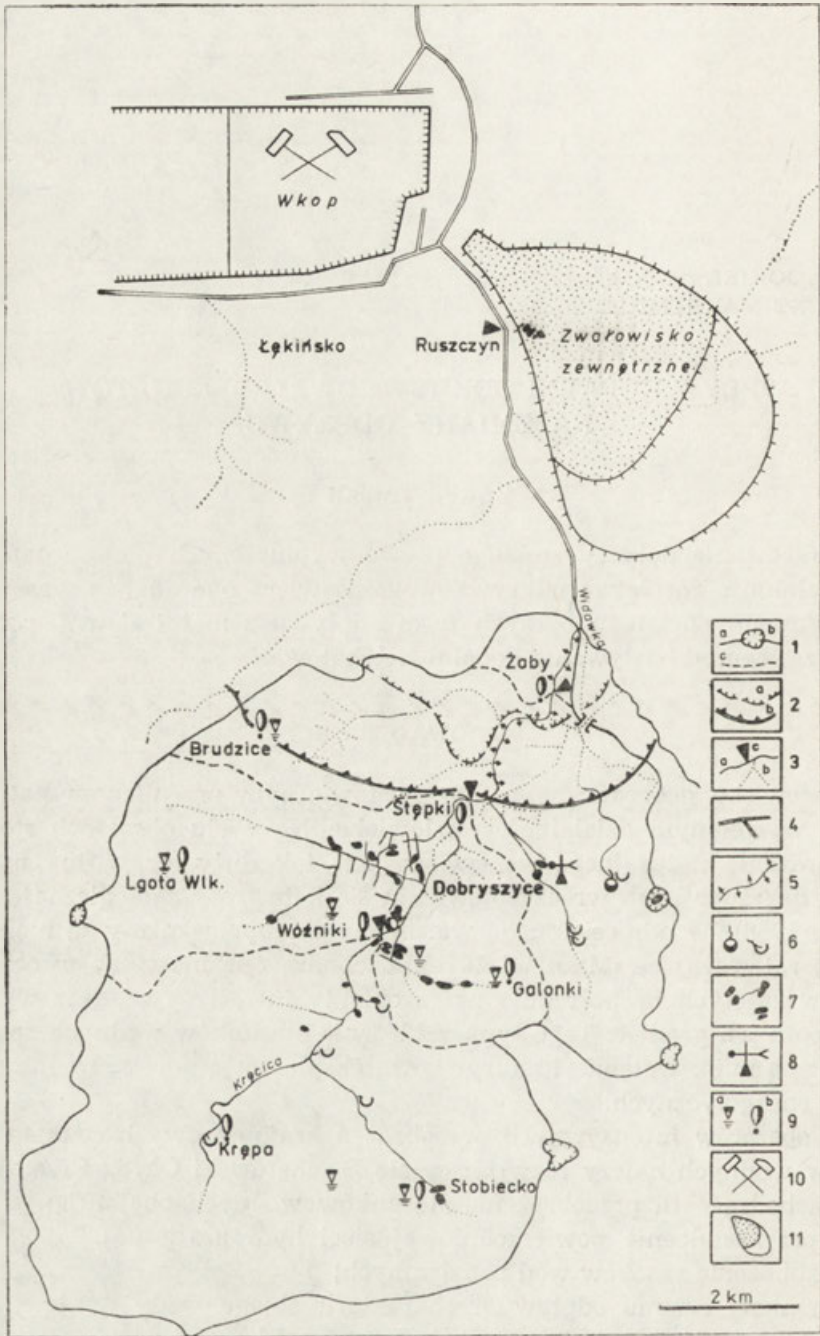 Wkop
Łękińsko
Ruszczyn
Zwałowisko
zewnętrzne
Widawka
Żaby
Brudzice
Stępki
Lgota Wlk.
Dobryszyce
Woźniki
Galonki
Kręcica
Krępa
Stobiecko
a b
c
1
a
b
2
a c
b
3
4
5
6
7
8
a b
9
10
11
2 km